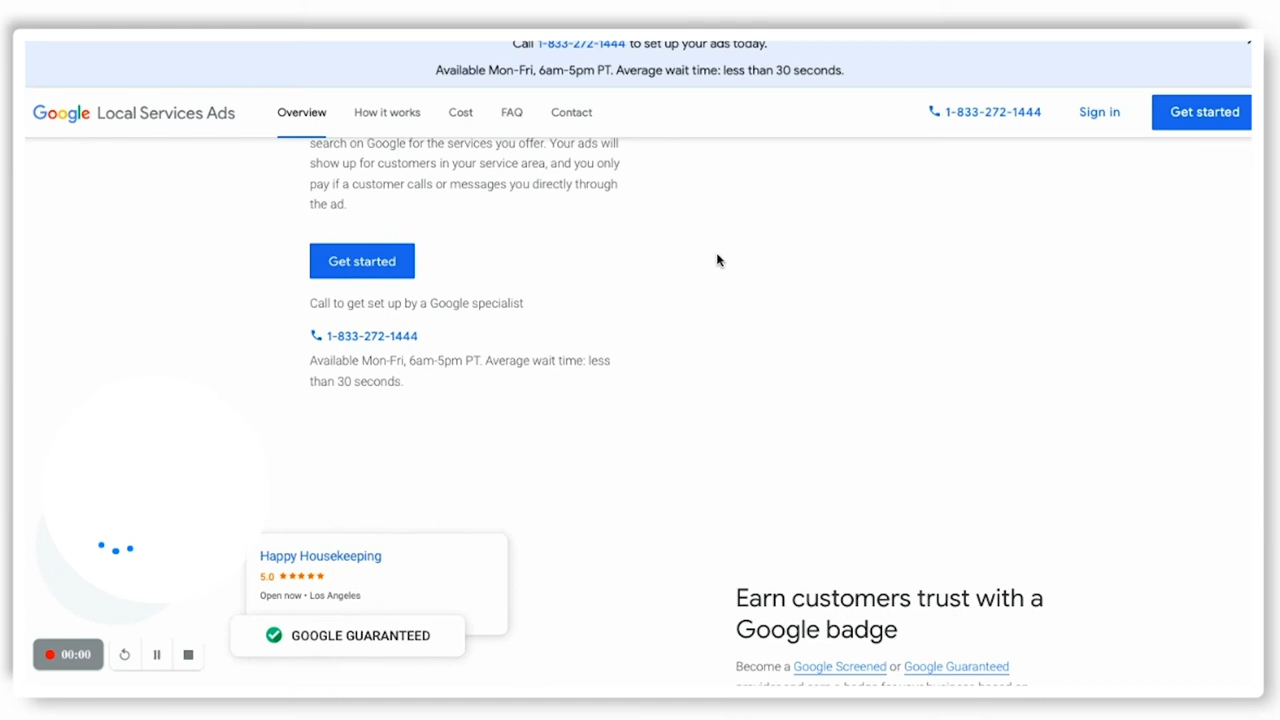 Call 1-833-272-1444 to set up your ads today.
Available Mon-Fri, 6am-5pm PT. Average wait time: less than 30 seconds.
Google Local Services Ads
Overview
How it works
Cost
FAQ
Contact
1-833-272-1444
Sign in
Get started
search on Google for the services you offer. Your ads will
show up for customers in your service area, and you only
pay if a customer calls or messages you directly through
the ad.
Get started
Call to get set up by a Google specialist
1-833-272-1444
Available Mon-Fri, 6am-5pm PT. Average wait time: less
than 30 seconds.
Happy Housekeeping
5.0 ★★★★★
Open now • Los Angeles
GOOGLE GUARANTEED
00:00
Earn customers trust with a
Google badge
Become a Google Screened or Google Guaranteed